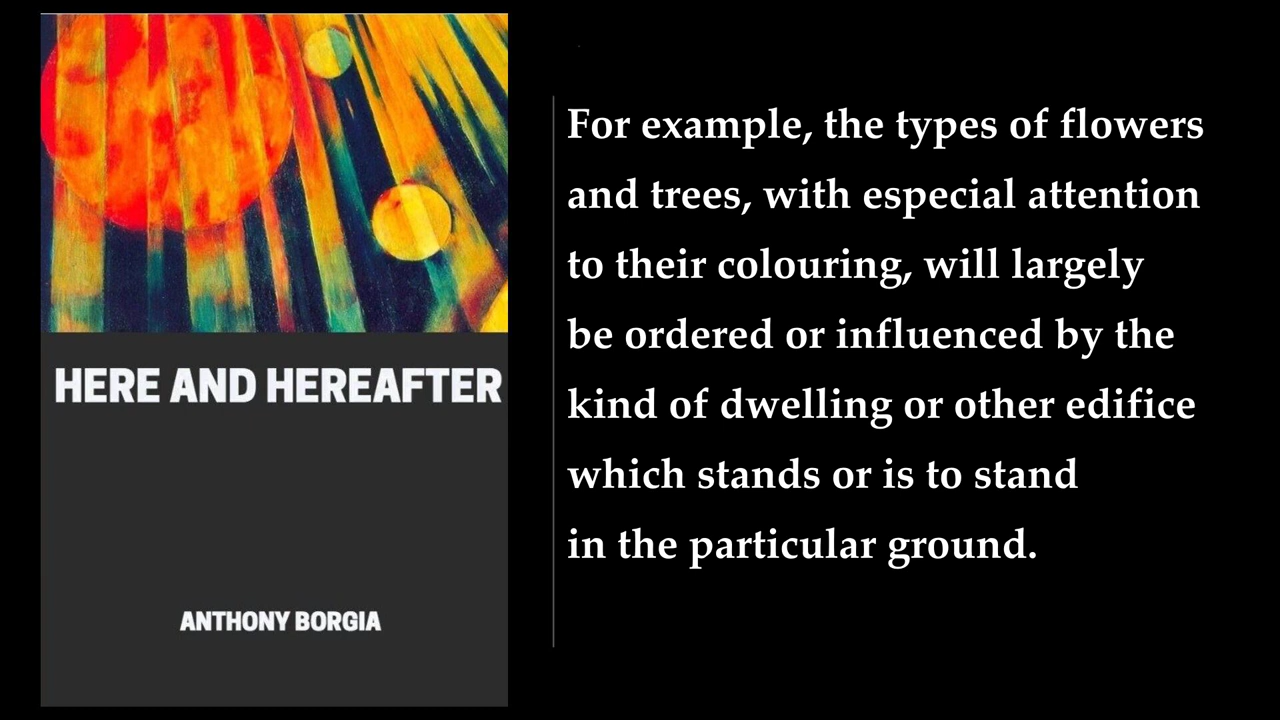 HERE AND HEREAFTER
ANTHONY BORGIA
For example, the types of flowers
and trees, with especial attention
to their colouring, will largely
be ordered or influenced by the
kind of dwelling or other edifice
which stands or is to stand
in the particular ground.